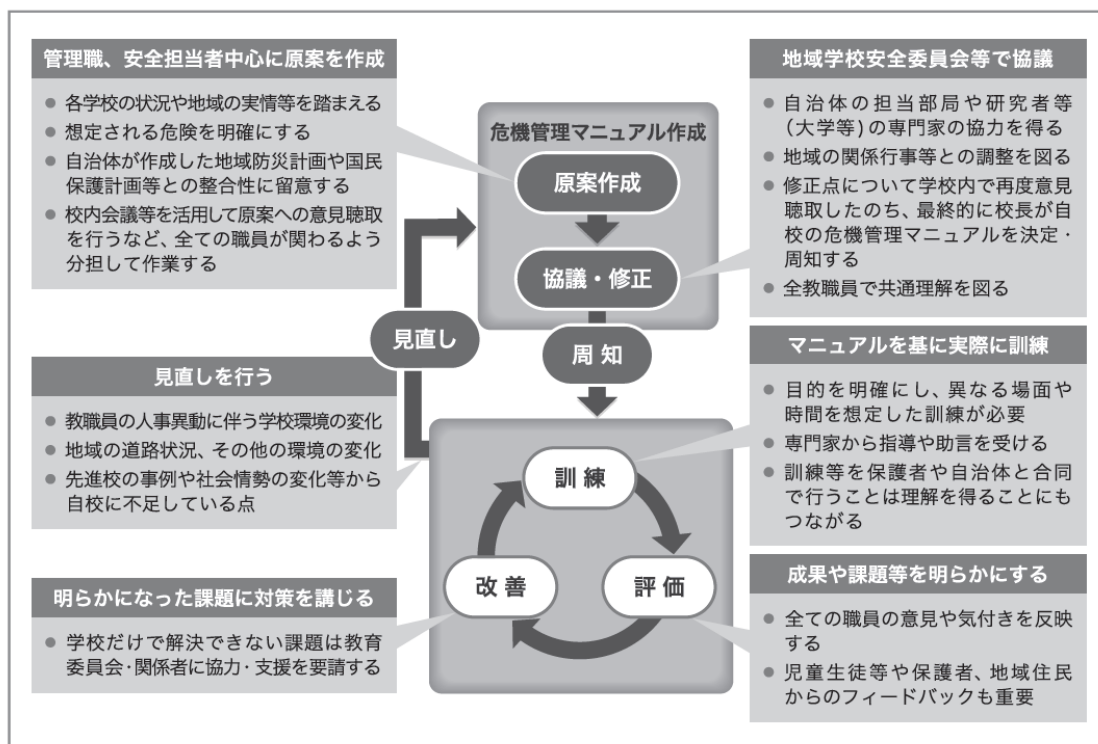 管理職、安全担当者中心に原案を作成
● 各学校の状況や地域の実情等を踏まえる
● 想定される危険を明確にする
● 自治体が作成した地域防災計画や国民
保護計画等との整合性に留意する
● 校内会議等を活用して原案への意見聴取
を行うなど、全ての職員が関わるよう
分担して作業する
危機管理マニュアル作成
原案作成
協議・修正
地域学校安全委員会等で協議
● 自治体の担当部局や研究者等
（大学等）の専門家の協力を得る
● 地域の関係行事等との調整を図る
● 修正点について学校内で再度意見
聴取したのち、最終的に校長が自
校の危機管理マニュアルを決定・
周知する
● 全教職員で共通理解を図る
見直し
周知
見直しを行う
● 教職員の人事異動に伴う学校環境の変化
● 地域の道路状況、その他の環境の変化
● 先進校の事例や社会情勢の変化等から
自校に不足している点
マニュアルを基に実際に訓練
● 目的を明確にし、異なる場面や
時間を想定した訓練が必要
● 専門家から指導や助言を受ける
● 訓練等を保護者や自治体と合同
で行うことは理解を得ることにも
つながる
訓練
改善
評価
明らかになった課題に対策を講じる
● 学校だけで解決できない課題は教育
委員会・関係者に協力・支援を要請する
成果や課題等を明らかにする
● 全ての職員の意見や気付きを反映
する
● 児童生徒等や保護者、地域住民
からのフィードバックも重要